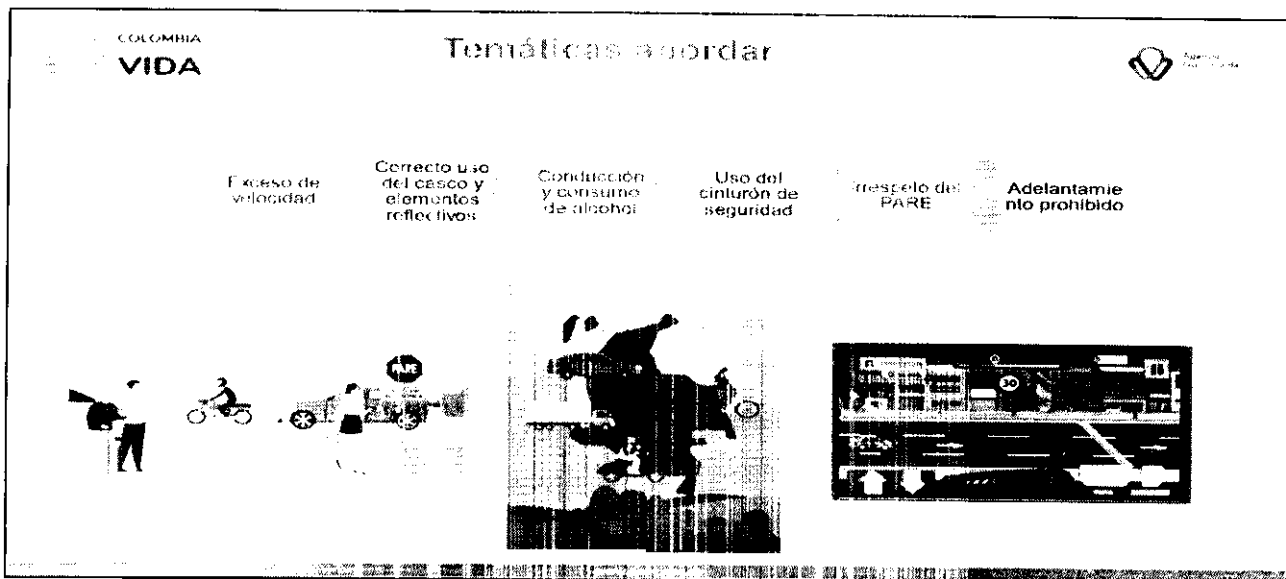 COLOMBIA
VIDA
Temáticas abordar
Exceso de
velocidad
Correcto uso
del casco y
elementos
reflectivos
Conducción
y consumo
de alcohol
Uso del
cinturón de
seguridad
Irrespeto del
PARE
Adelantamie
nto prohibido
PARE
30